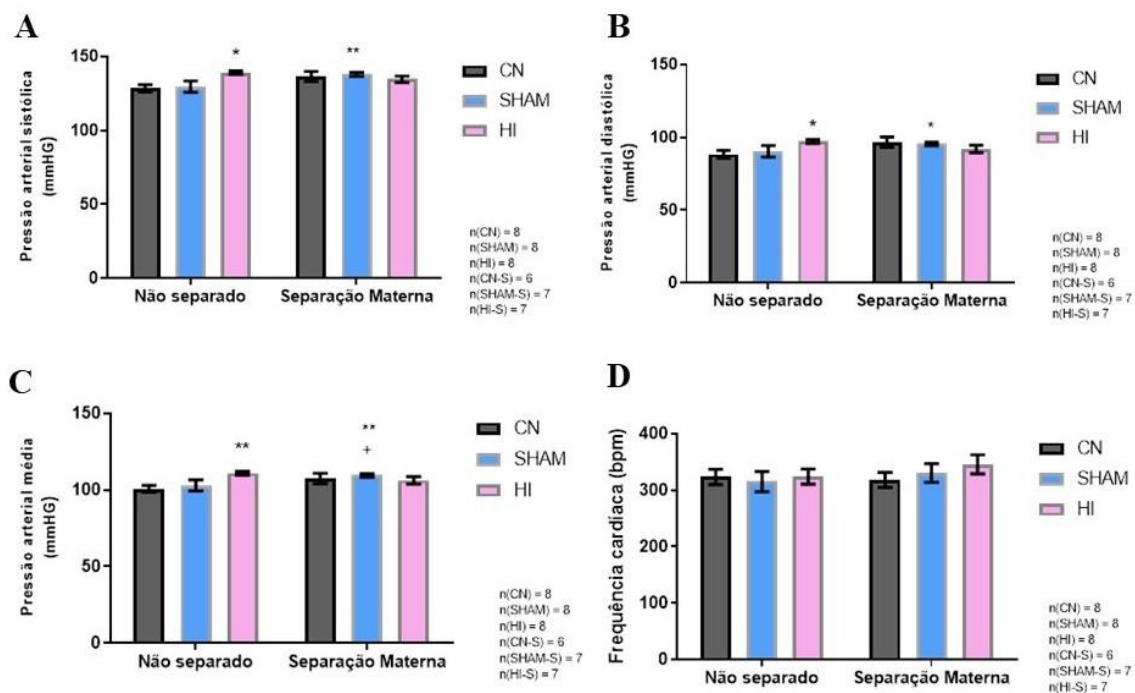 A
Pressão arterial sistólica
(mmHG)
150
100
50
0
*
**
Não separado
Separação Materna
CN
SHAM
HI
n(CN) = 8
n(SHAM) = 8
n(HI) = 8
n(CN-S) = 6
n(SHAM-S) = 7
n(HI-S) = 7
B
Pressão arterial diastólica
(mmHG)
150
100
50
0
*
*
Não separado
Separação Materna
CN
SHAM
HI
n(CN) = 8
n(SHAM) = 8
n(HI) = 8
n(CN-S) = 6
n(SHAM-S) = 7
n(HI-S) = 7
C
Pressão arterial média
(mmHG)
150
100
50
0
**
**
+
Não separado
Separação Materna
CN
SHAM
HI
n(CN) = 8
n(SHAM) = 8
n(HI) = 8
n(CN-S) = 6
n(SHAM-S) = 7
n(HI-S) = 7
D
Frequência cardiaca (bpm)
400
300
200
100
0
Não separado
Separação Materna
CN
SHAM
HI
n(CN) = 8
n(SHAM) = 8
n(HI) = 8
n(CN-S) = 6
n(SHAM-S) = 7
n(HI-S) = 7